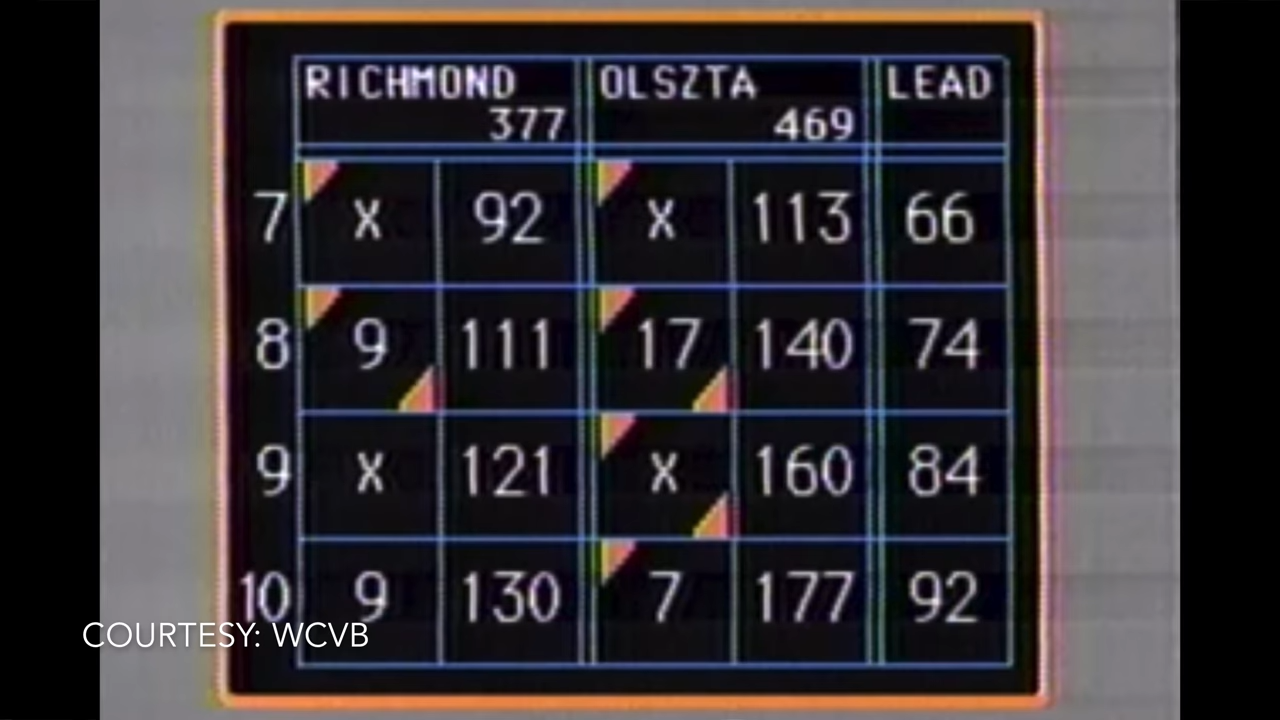 RICHMOND OLSZTA LEAD
377 469
7 X 92 X 113 66
8 9 111 17 140 74
9 X 121 X 160 84
10 9 130 7 177 92
COURTESY: WCVB